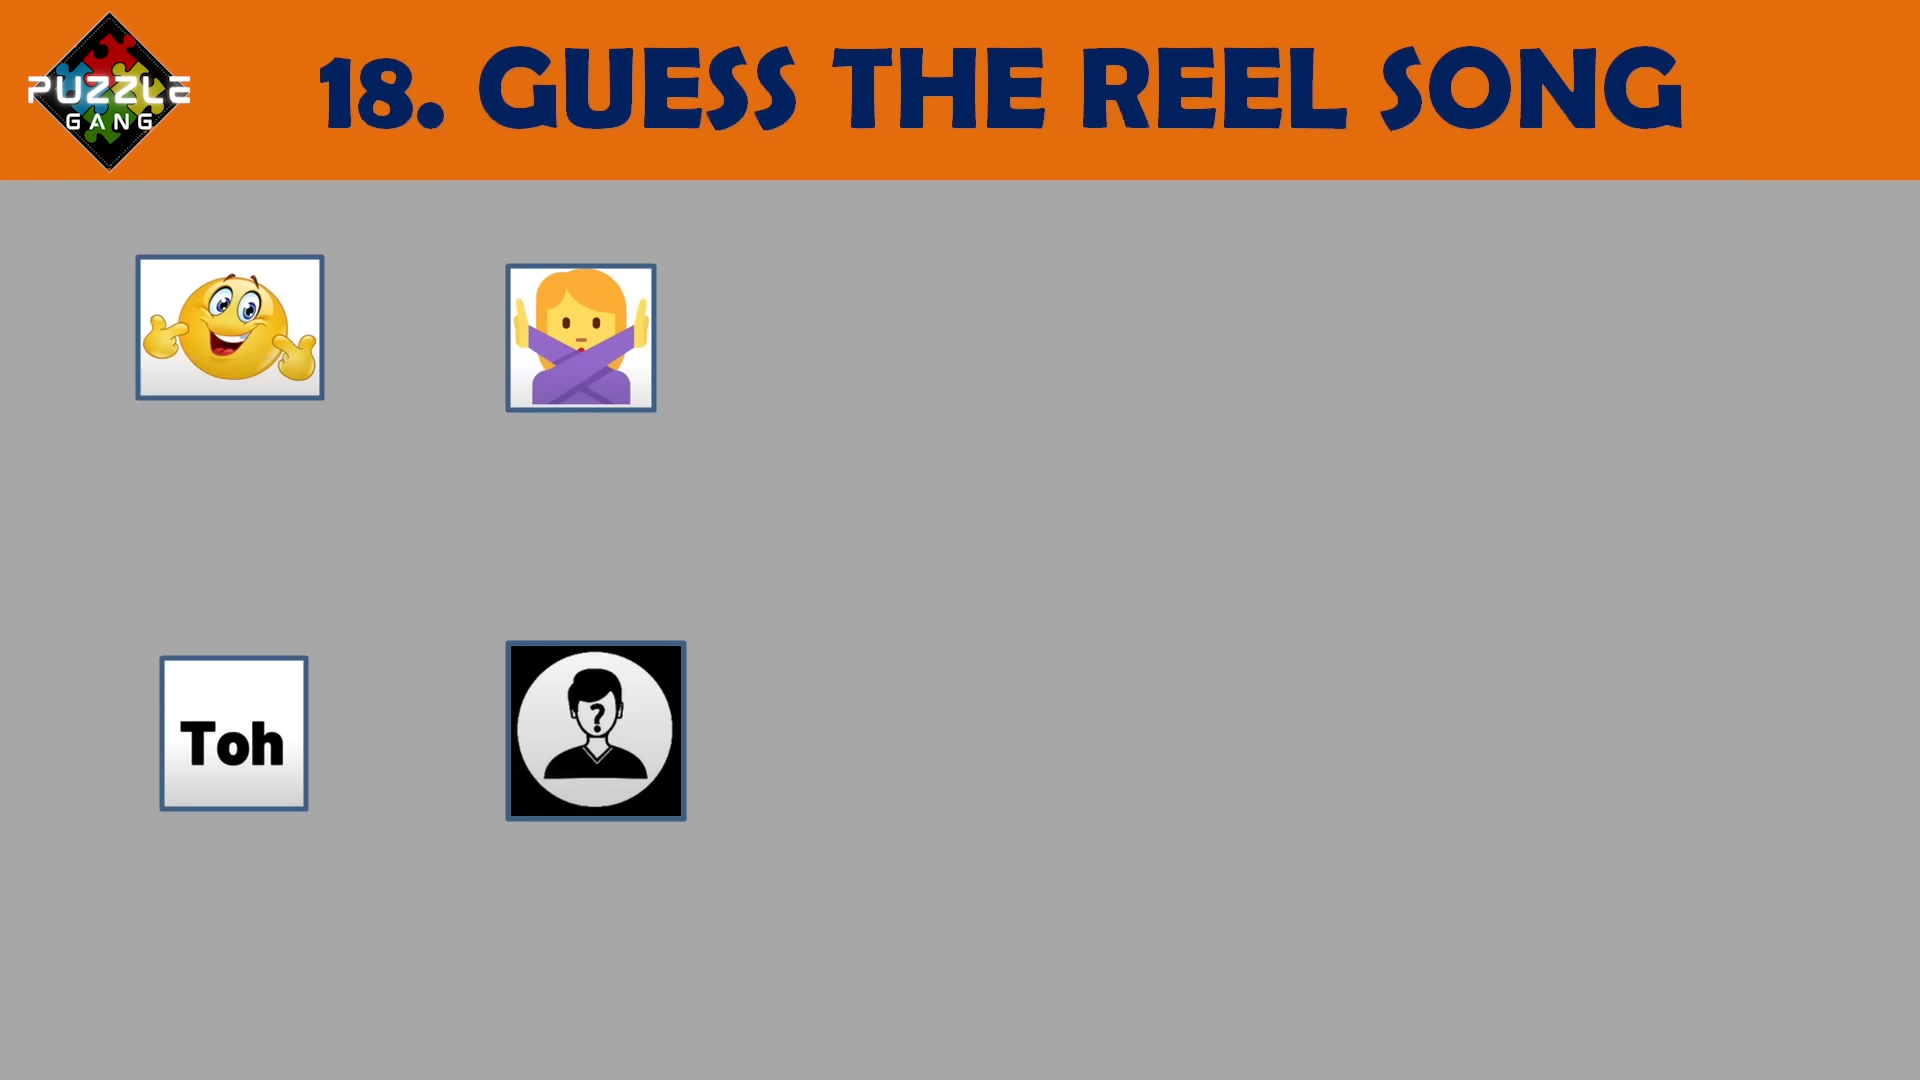 PUZZLE
GANG
18. GUESS THE REEL SONG
Toh
?